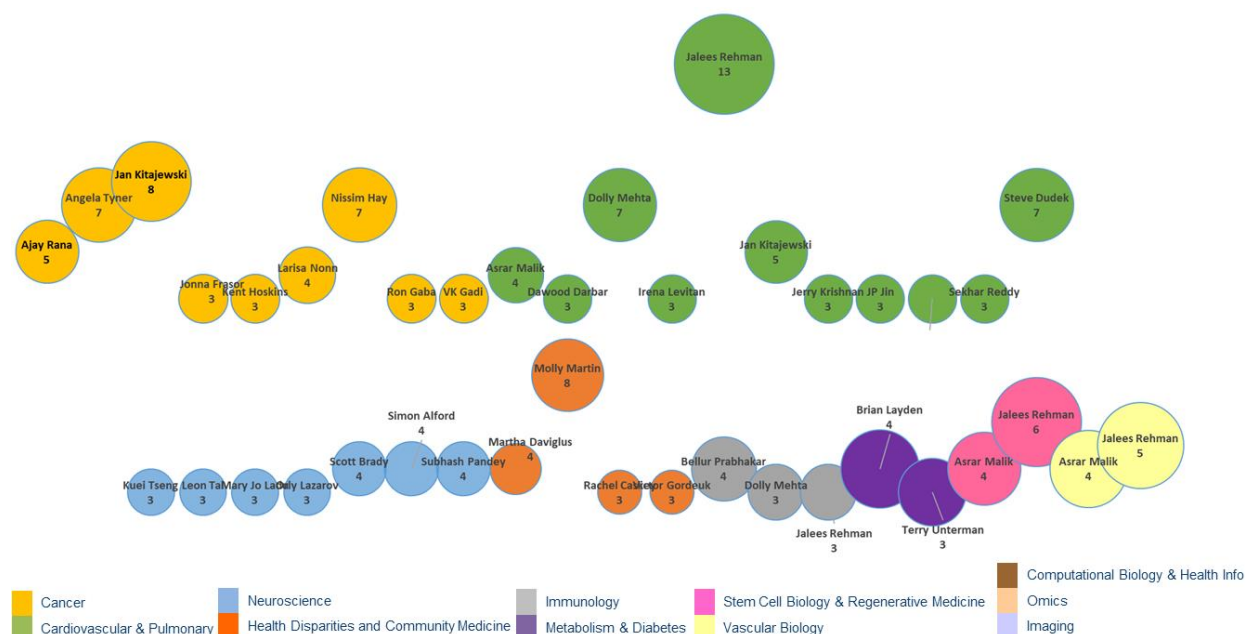 Jalees Rehman
13
Jan Kitajewski
8
Angela Tyner
7
Nissim Hay
7
Dolly Mehta
7
Steve Dudek
7
Ajay Rana
5
Jan Kitajewski
5
Larisa Nonn
4
Asrar Malik
4
Jonna Frasor
3
Kent Hoskins
3
Ron Gaba
3
VK Gadi
3
Dawood Darbar
3
Irena Levitan
3
Jerry Krishnan
3
JP Jin
3
Sekhar Reddy
3
Molly Martin
8
Simon Alford
4
Brian Layden
4
Jalees Rehman
6
Jalees Rehman
5
Scott Brady
4
Subhash Pandey
4
Martha Daviglus
4
Bellur Prabhakar
4
Asrar Malik
4
Asrar Malik
4
Kuei Tseng
3
Leon Tai
3
Mary Jo
3
Lazarov
3
Rachel
3
Gordeuk
3
Dolly Mehta
3
Jalees Rehman
3
Terry Unterman
3
Cancer
Cardiovascular & Pulmonary
Neuroscience
Health Disparities and Community Medicine
Immunology
Metabolism & Diabetes
Stem Cell Biology & Regenerative Medicine
Vascular Biology
Computational Biology & Health Info
Omics
Imaging